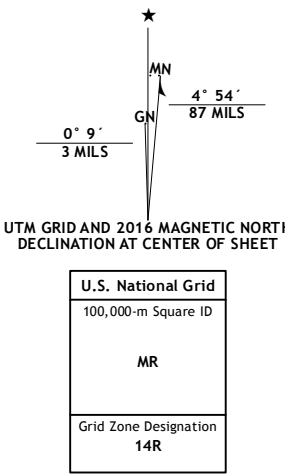 ★
MN
4° 54´
87 MILS
GN
0° 9´
3 MILS
UTM GRID AND 2016 MAGNETIC NORTH
DECLINATION AT CENTER OF SHEET
U.S. National Grid
100,000-m Square ID
MR
Grid Zone Designation
14R